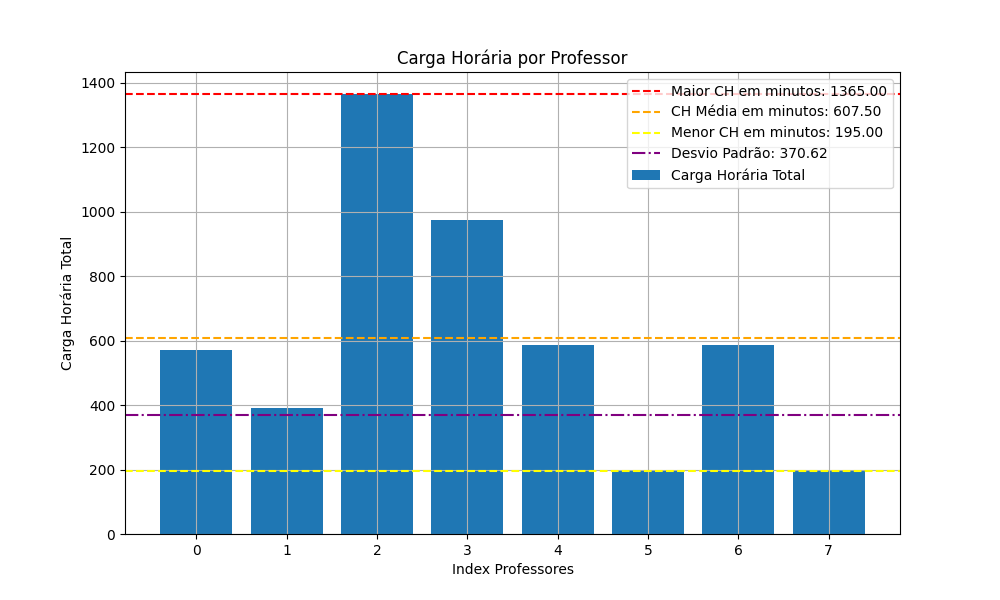 Carga Horária por Professor
Maior CH em minutos: 1365.00
CH Média em minutos: 607.50
Menor CH em minutos: 195.00
Desvio Padrão: 370.62
Carga Horária Total
Carga Horária Total
1400
1200
1000
800
600
400
200
0
0 1 2 3 4 5 6 7
Index Professores